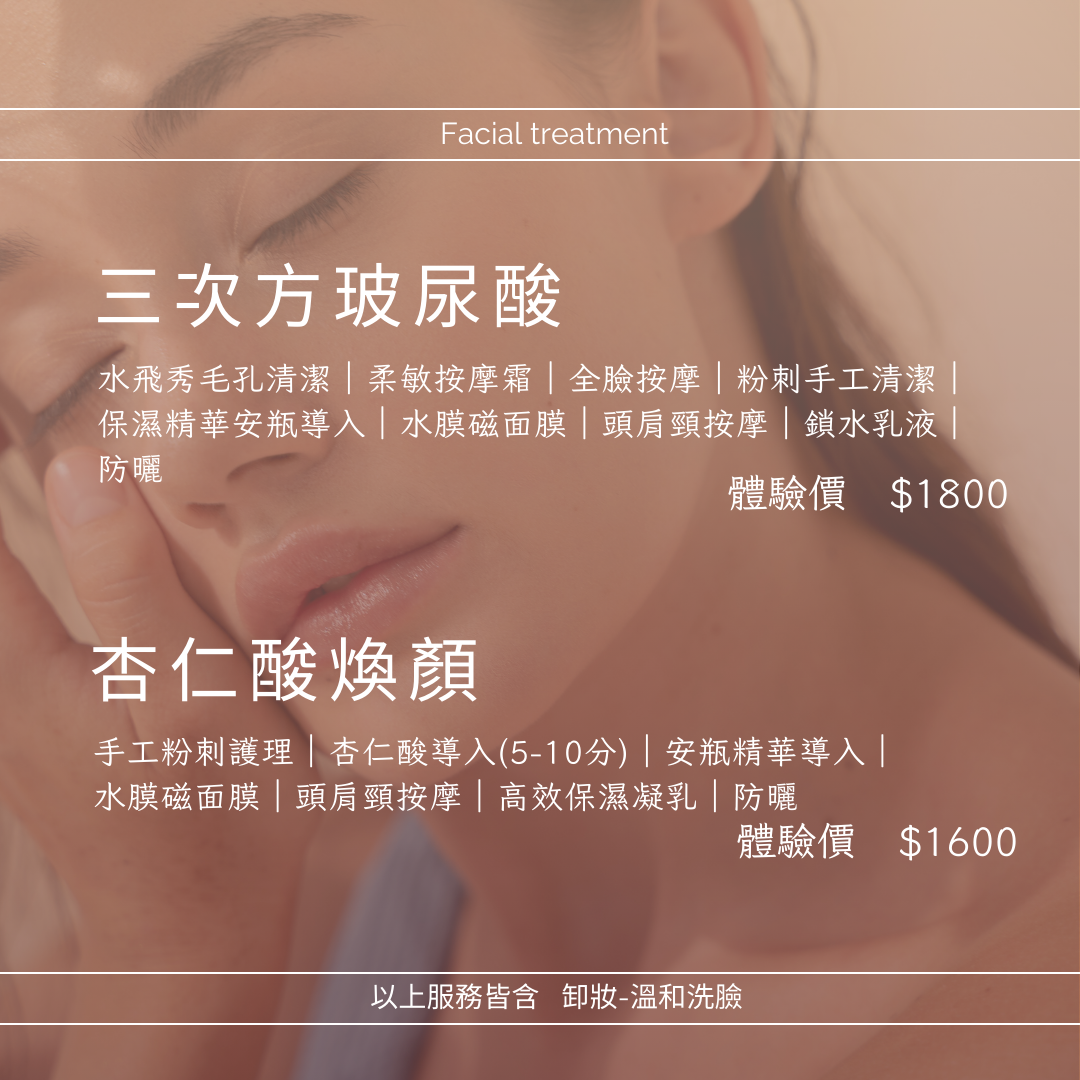 Facial treatment
三次方玻尿酸
水飛秀毛孔清潔｜柔敏按摩霜｜全臉按摩｜粉刺手工清潔｜
保濕精華安瓶導入｜水膜磁面膜｜頭肩頸按摩｜鎖水乳液｜
防曬
體驗價 $1800
杏仁酸煥顏
手工粉刺護理｜杏仁酸導入(5-10分)｜安瓶精華導入｜
水膜磁面膜｜頭肩頸按摩｜高效保濕凝乳｜防曬
體驗價 $1600
以上服務皆含 卸妝-溫和洗臉